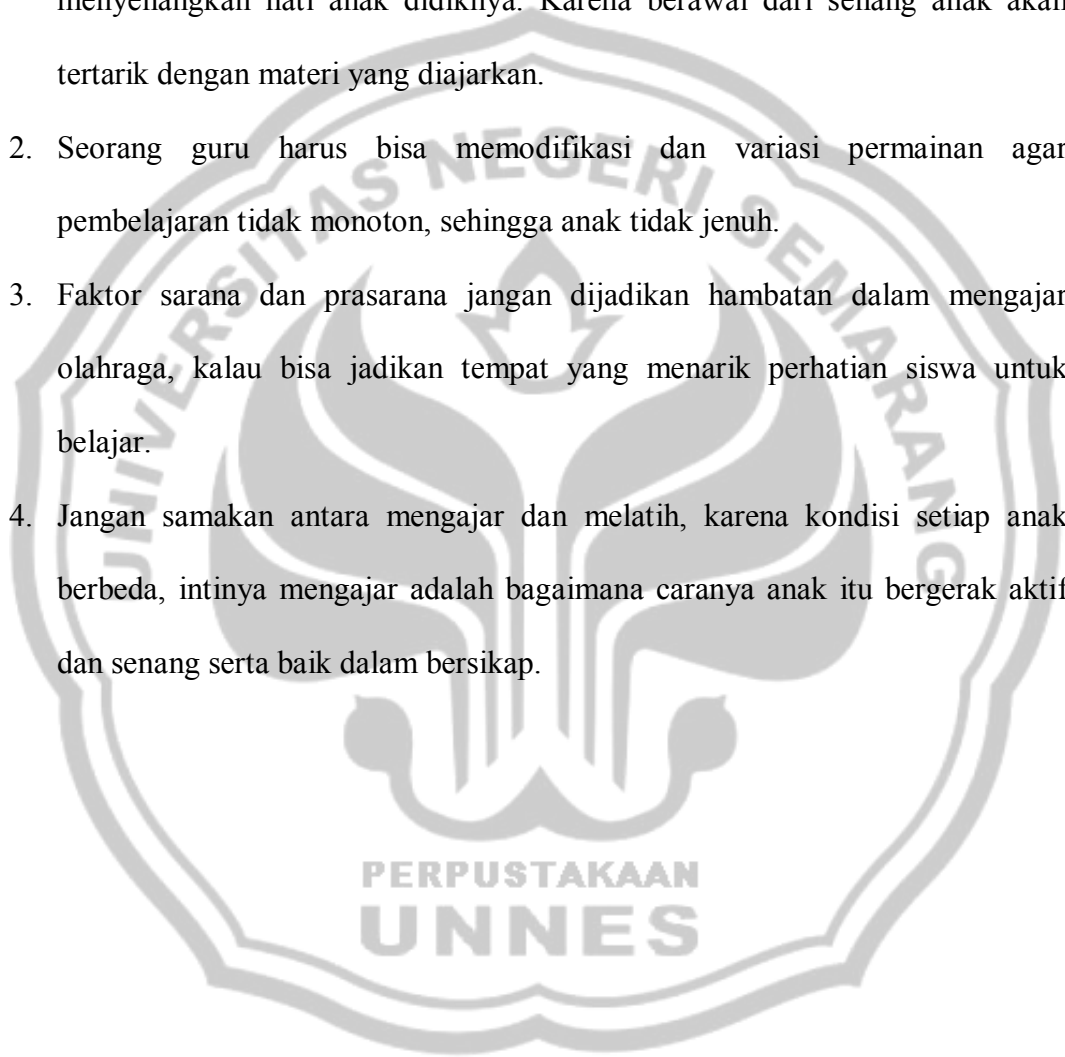 menyenangkan hati anak didiknya. Karena berawal dari senang anak akan
tertarik dengan materi yang diajarkan.
2. Seorang guru harus bisa memodifikasi dan variasi permainan agar
pembelajaran tidak monoton, sehingga anak tidak jenuh.
3. Faktor sarana dan prasarana jangan dijadikan hambatan dalam mengajar
olahraga, kalau bisa jadikan tempat yang menarik perhatian siswa untuk
belajar.
4. Jangan samakan antara mengajar dan melatih, karena kondisi setiap anak
berbeda, intinya mengajar adalah bagaimana caranya anak itu bergerak aktif
dan senang serta baik dalam bersikap.
UNIVERSITAS NEGERI SEMARANG
PERPUSTAKAAN
UNNES